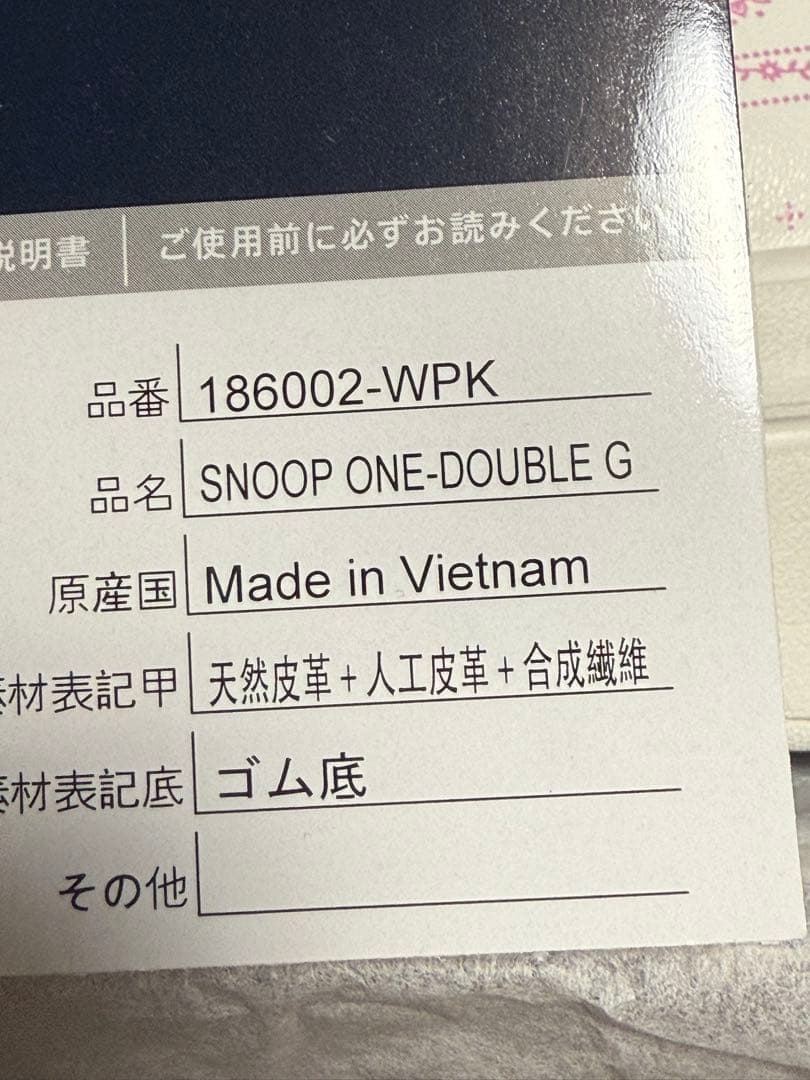 説明書 ご使用前に必ずお読みください
品番 186002-WPK
品名 SNOOP ONE-DOUBLE G
原産国 Made in Vietnam
素材表記甲 天然皮革+人工皮革+合成繊維
素材表記底 ゴム底
その他